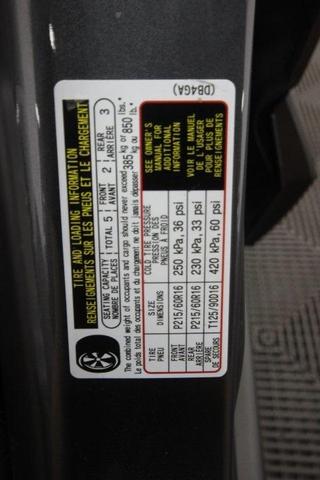 TIRE AND LOADING INFORMATION
RENSEIGNEMENTS SUR LES PNEUS ET LE CHARGEMENT
SEATING CAPACITY
NOMBRE DE PLACES
TOTAL 5
FRONT
AVANT 2
REAR
ARRIÈRE 3
The combined weight of occupants and cargo should never exceed 385 kg or 850 lbs.
Le poids total des occupants et du chargement ne doit jamais dépasser 385 kg ou 850 lbs.
TIRE
PNEU
SIZE
DIMENSIONS
COLD TIRE PRESSURE
PRESSION DES
PNEUS À FROID
FRONT
AVANT
P215/60R16
250 kPa, 36 psi
REAR
ARRIÈRE
P215/60R16
230 kPa, 33 psi
SPARE
DE SECOURS
T125/90D16
420 kPa, 60 psi
SEE OWNER'S
MANUAL FOR
ADDITIONAL
INFORMATION
VOIR LE MANUEL
DE L'USAGER
POUR PLUS DE
RENSEIGNEMENTS
(DB4GA)